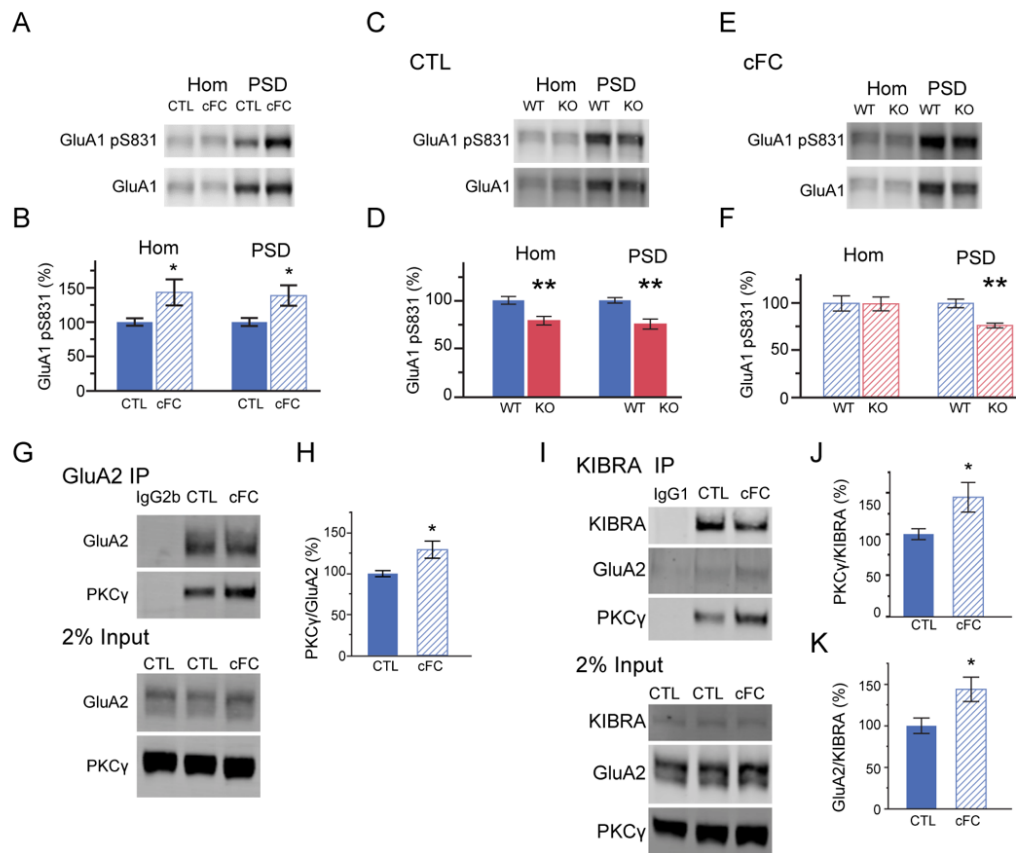 A
Hom PSD
CTL cFC CTL cFC
GluA1 pS831
GluA1
B
Hom PSD
* *
GluA1 pS831 (%)
150
100
50
0
CTL cFC CTL cFC
C
CTL
Hom PSD
WT KO WT KO
GluA1 pS831
GluA1
D
Hom PSD
** **
GluA1 pS831 (%)
100
75
50
0
WT KO WT KO
E
cFC
Hom PSD
WT KO WT KO
GluA1 pS831
GluA1
F
Hom PSD
**
GluA1 pS831 (%)
150
100
75
50
0
WT KO WT KO
G
GluA2 IP
IgG2b CTL cFC
GluA2
PKCγ
2% Input
CTL CTL cFC
GluA2
PKCγ
H
*
PKCγ/GluA2 (%)
150
100
50
0
CTL cFC
I
KIBRA IP
IgG1 CTL cFC
KIBRA
GluA2
PKCγ
2% Input
CTL CTL cFC
KIBRA
GluA2
PKCγ
J
*
PKCγ/KIBRA (%)
150
100
50
0
CTL cFC
K
*
GluA2/KIBRA (%)
150
100
50
0
CTL cFC